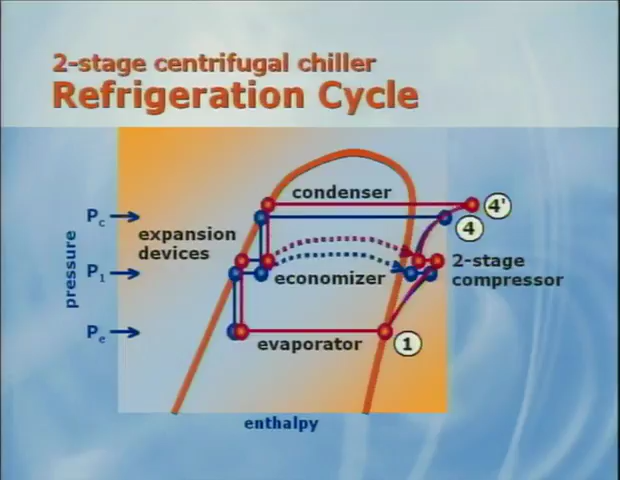 2-stage centrifugal chiller
Refrigeration Cycle
condenser
4'
Pc
4
expansion
devices
2-stage
compressor
economizer
P1
pressure
Pe
evaporator
1
enthalpy